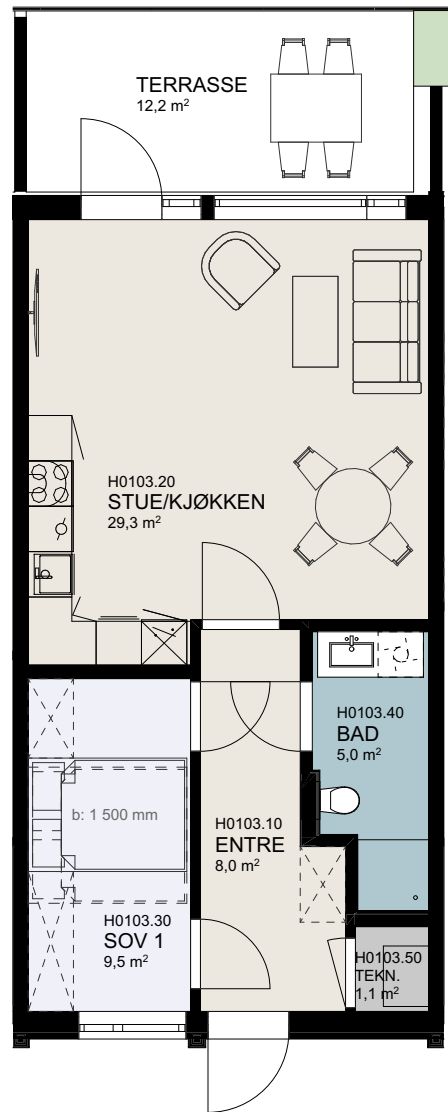 TERRASSE
12,2 m²
H0103.20
STUE/KJØKKEN
29,3 m²
H0103.40
BAD
5,0 m²
b: 1 500 mm
H0103.10
ENTRE
8,0 m²
H0103.30
SOV 1
9,5 m²
H0103.50
TEKN.
1,1 m²